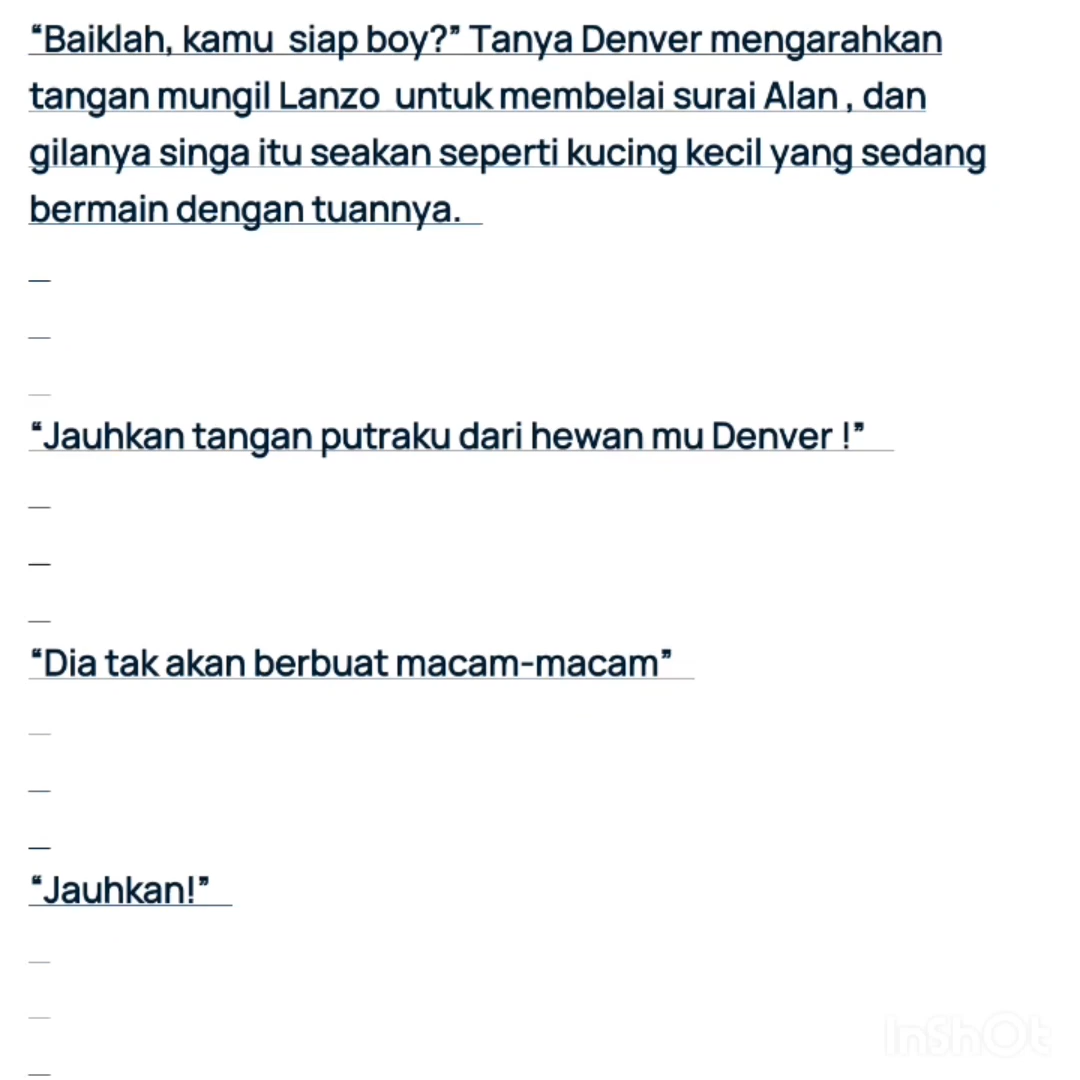 “Baiklah, kamu  siap boy?” Tanya Denver mengarahkan
tangan mungil Lanzo  untuk membelai surai Alan , dan
gilanya singa itu seakan seperti kucing kecil yang sedang
bermain dengan tuannya.
“Jauhkan tangan putraku dari hewan mu Denver !”
“Dia tak akan berbuat macam-macam”
“Jauhkan!”
InShOt